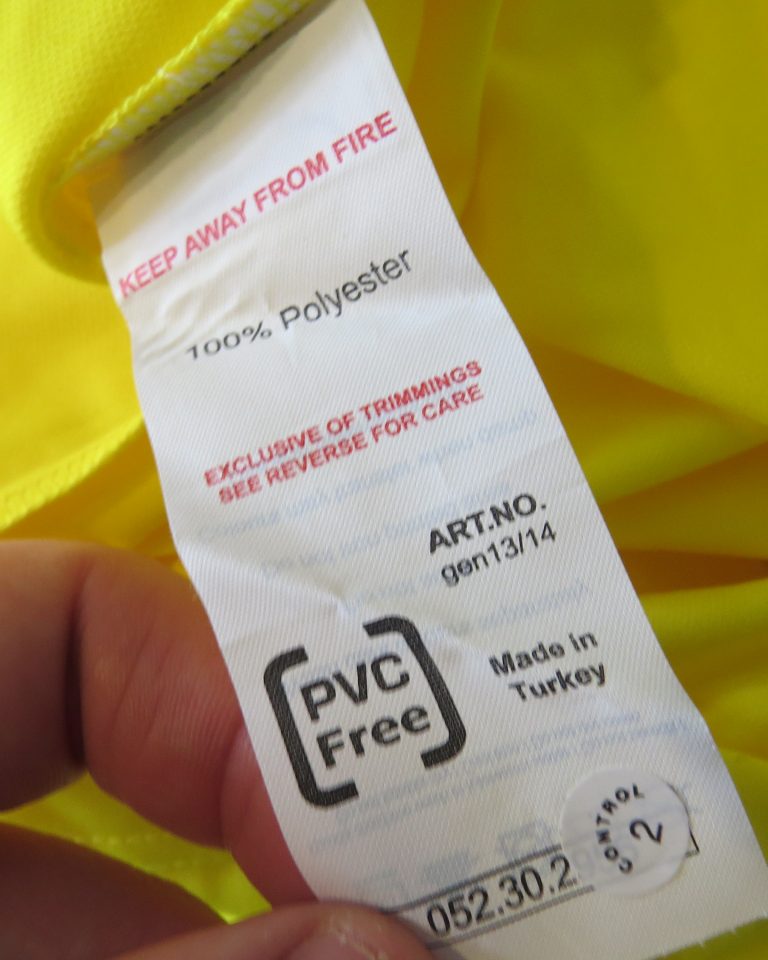 KEEP AWAY FROM FIRE
100% Polyester
EXCLUSIVE OF TRIMMINGS
SEE REVERSE FOR CARE
ART.NO.
gen13/14
PVC
Free
Made in
Turkey
CONTROL
2
052.30.2